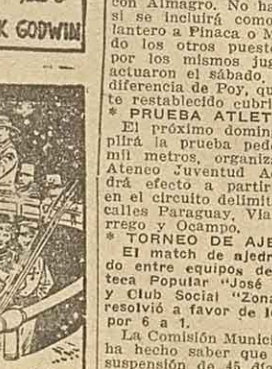 K GODWIN
con Almagro. No ha
si se incluirá como
lantero a Pinaca o M
do los otros puest
por los mismos jug
actuaron el sábado,
diferencia de Poy, qu
te restablecido cubri
* PRUEBA ATLET
El próximo domin
plirá la prueba ped
mil metros, organiz
Ateneo Juventud A
drá efecto a partir
en el circuito delimit
calles Paraguay, Via
rrego y Ocampo.
* TORNEO DE AJE
El match de ajedr
do entre equipos de
teca Popular "José
y Club Social "Zon
resolvió a favor de l
por 6 a 1.
La Comisión Munici
ha hecho saber que
suspensión de 45 día